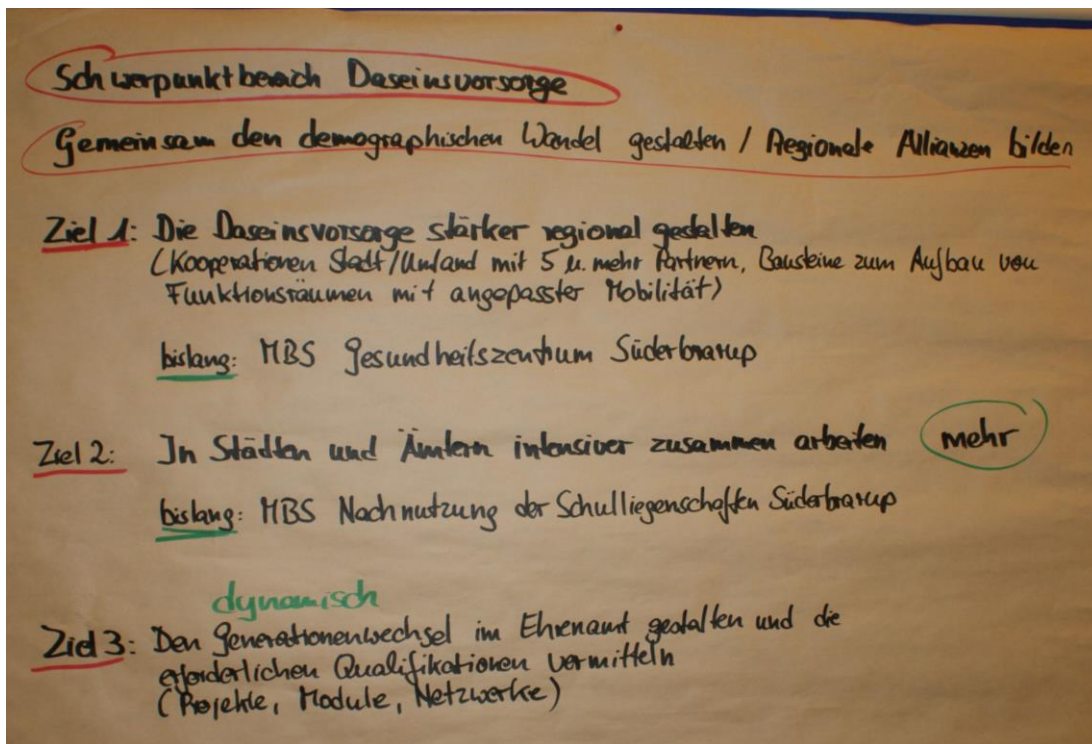 Schwerpunktbereich Daseinsvorsorge
Gemeinsam den demographischen Wandel gestalten / Regionale Allianzen bilden
Ziel 1: Die Daseinsvorsorge stärker regional gestalten
(Kooperationen Stadt/Umland mit 5 u. mehr Partnern, Bausteine zum Aufbau von
Funktionsräumen mit angepasster Mobilität)
bislang: MBS Gesundheitszentrum Süderbrarup
Ziel 2: In Städten und Ämtern intensiver zusammen arbeiten mehr
bislang: MBS Nachnutzung der Schulliegenschaften Süderbrarup
dynamisch
Ziel 3: Den Generationenwechsel im Ehrenamt gestalten und die
erforderlichen Qualifikationen vermitteln
(Projekte, Module, Netzwerke)